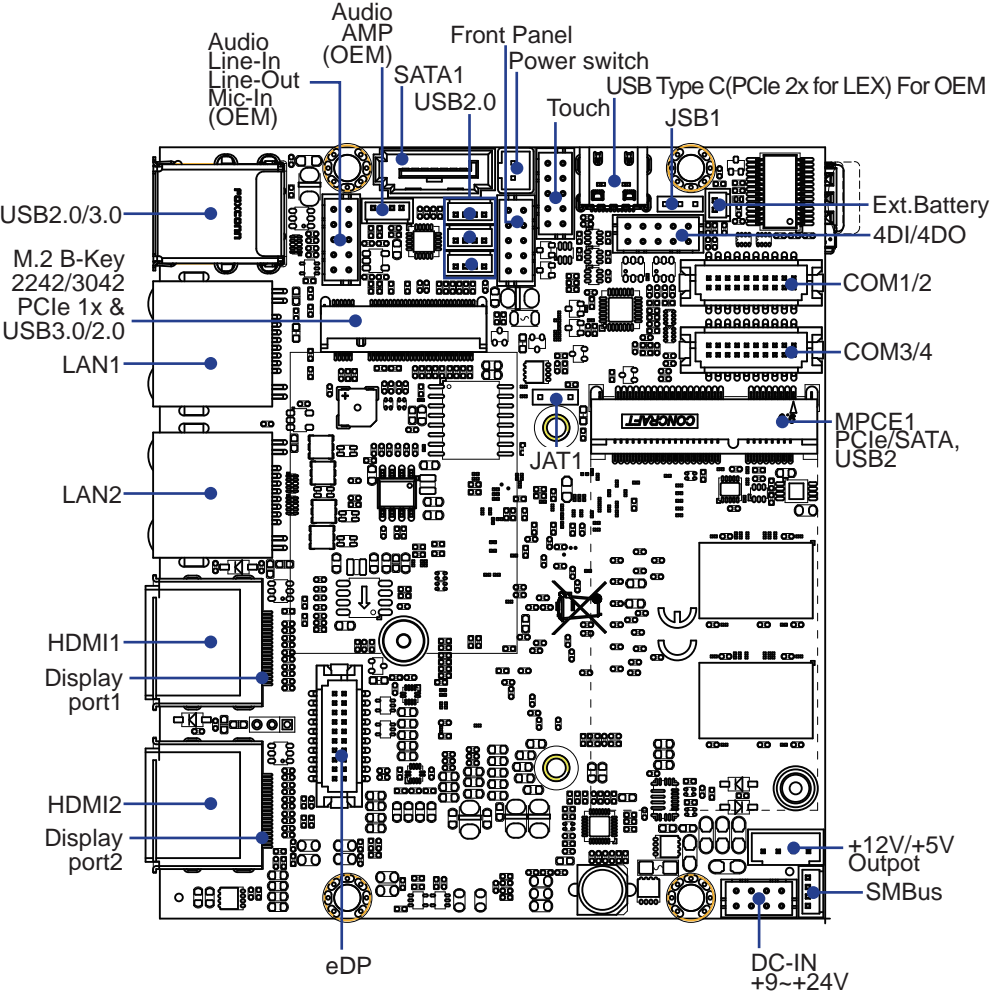 Audio
AMP
(OEM)
Audio
Line-In
Line-Out
Mic-In
(OEM)
SATA1
USB2.0
Front Panel
Power switch
USB Type C(PCIe 2x for LEX) For OEM
Touch
JSB1
USB2.0/3.0
FOXCONN
Ext.Battery
4DI/4DO
M.2 B-Key
2242/3042
PCIe 1x &
USB3.0/2.0
COM1/2
LAN1
COM3/4
CONCRAFT
MPCE1
PCIe/SATA,
USB2
JAT1
LAN2
HDMI1
Display
port1
HDMI2
Display
port2
+12V/+5V
Outpot
SMBus
eDP
DC-IN
+9~+24V